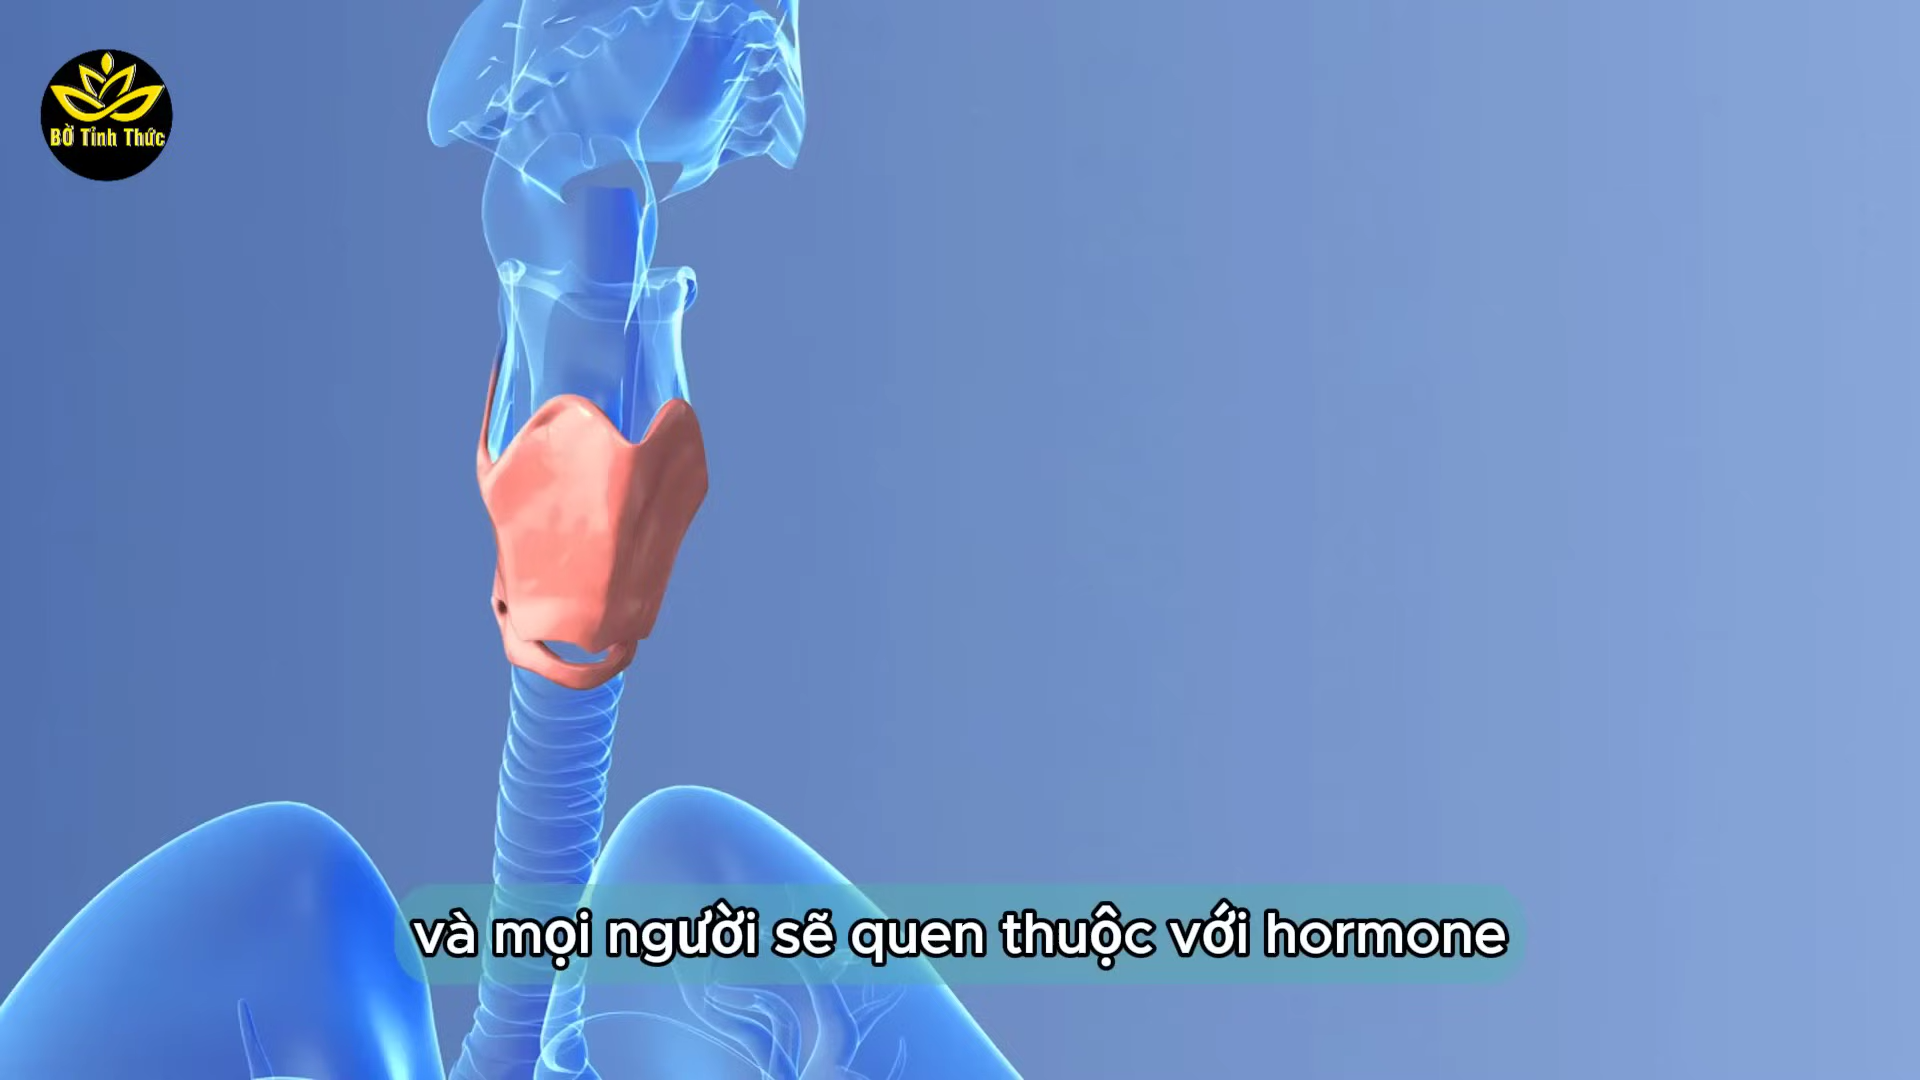 BỜ Tỉnh Thức
và mọi người sẽ quen thuộc với hormone